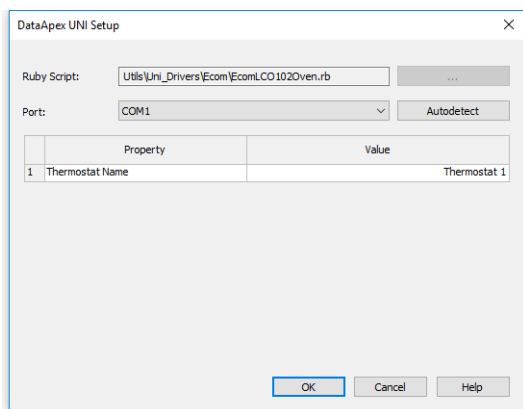 DataApex UNI Setup
Ruby Script: Utils\Uni_Drivers\Ecom\EcomLCO102Oven.rb ...
Port: COM1 Autodetect
Property Value
1 Thermostat Name Thermostat 1
OK Cancel Help